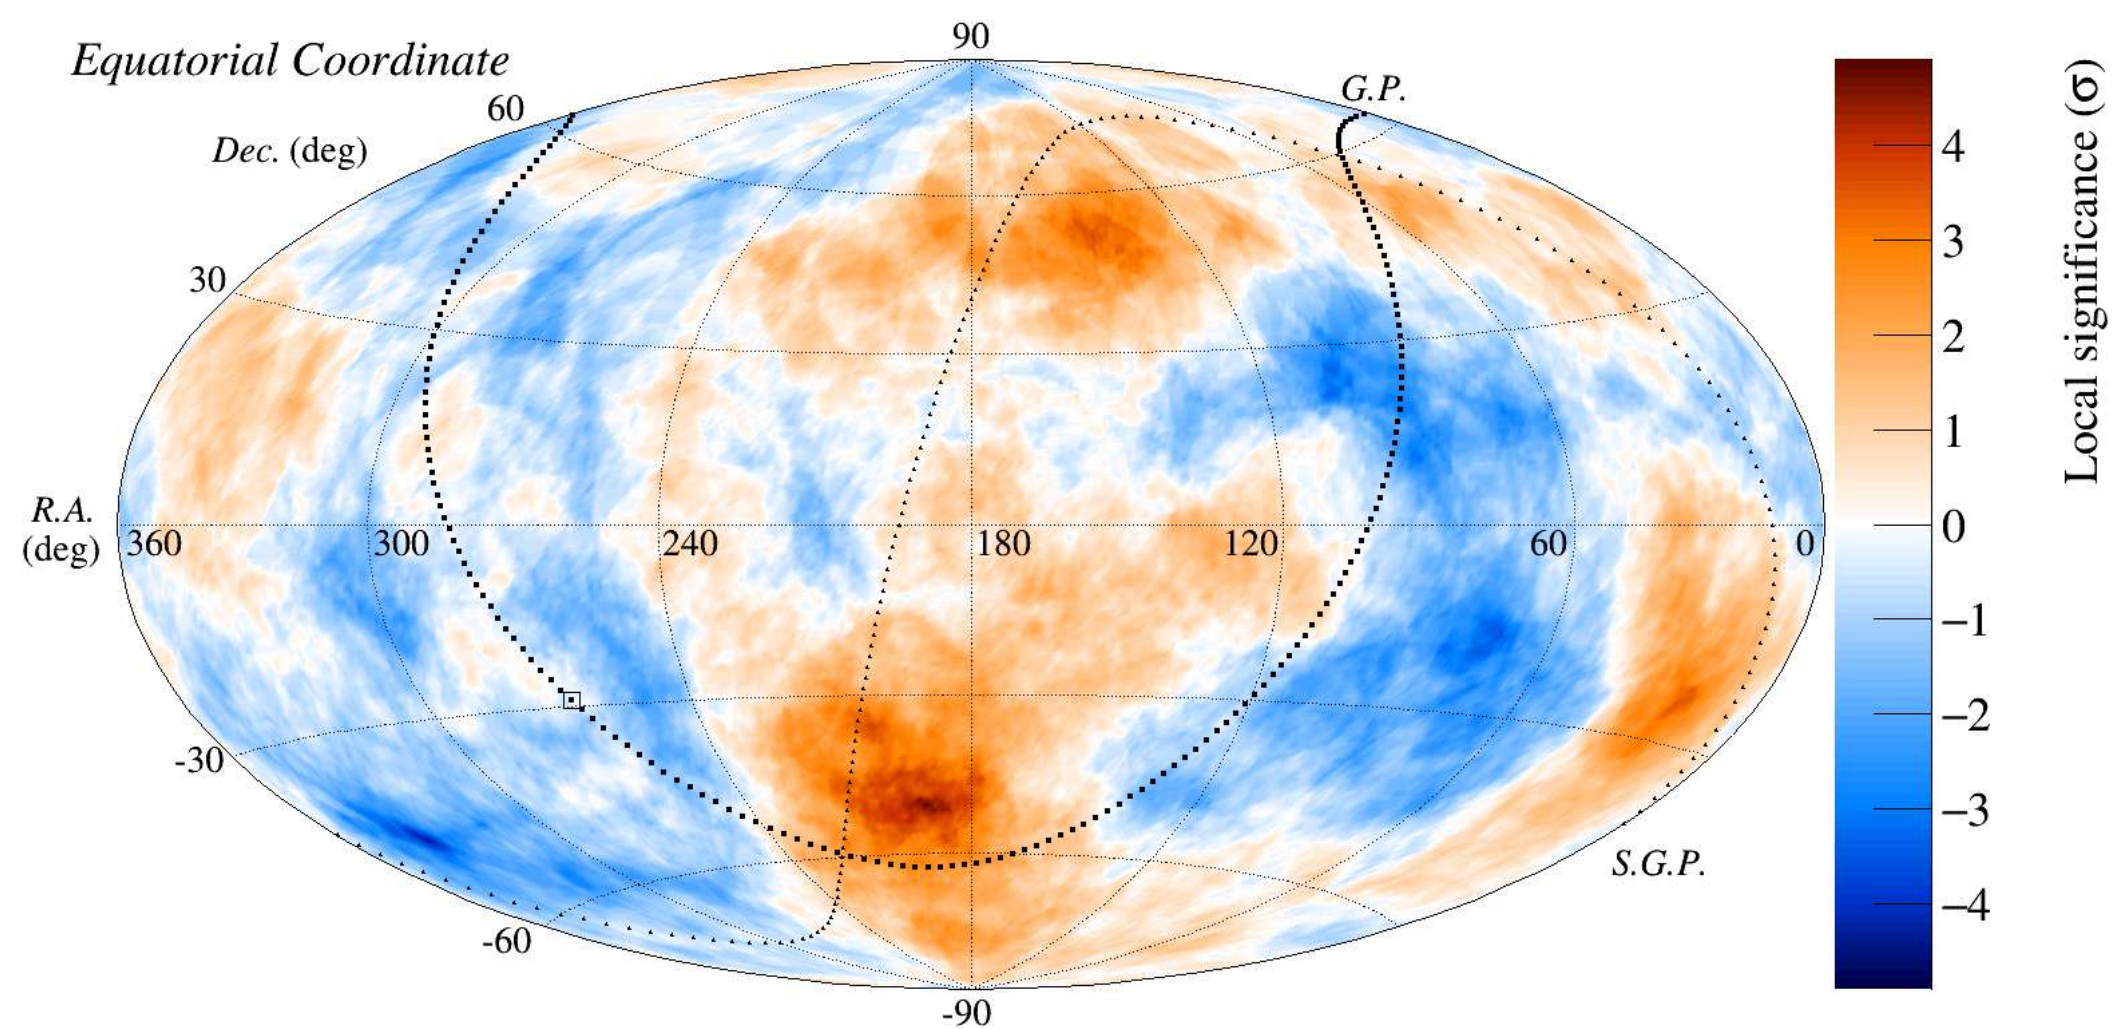 90
Equatorial Coordinate
G.P.
60
Dec. (deg)
30
R.A.
(deg)
360 300 240 180 120 60 0
-30
S.G.P.
-60
-90
4
3
2
1
0
−1
−2
−3
−4
Local significance (σ)